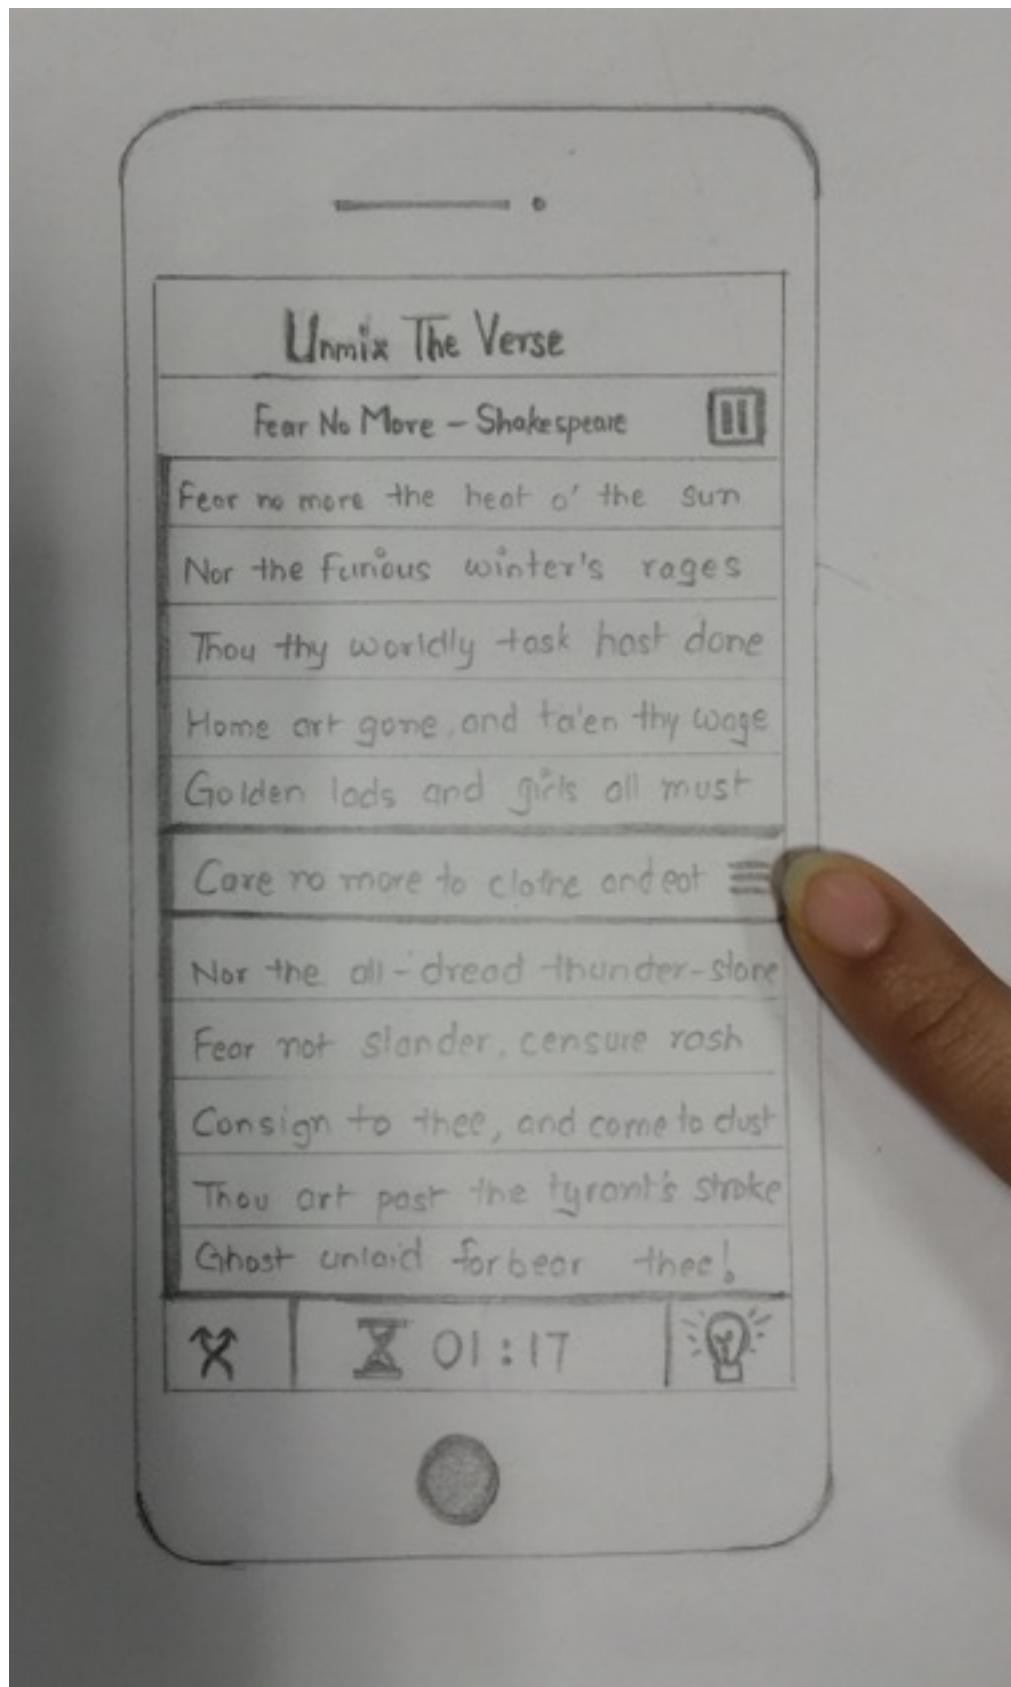 Unmix The Verse
Fear No More - Shakespeare
Fear no more the heat o' the sun
Nor the furious winter's rages
Thou thy worldly task hast done
Home art gone, and ta'en thy wage
Golden lads and girls all must
Care no more to clothe and eat
Nor the all-dread thunder-stone
Fear not slander, censure rash
Consign to thee, and come to dust
Thou art past the tyrant's stroke
Ghost unlaid forbear thee!
01:17